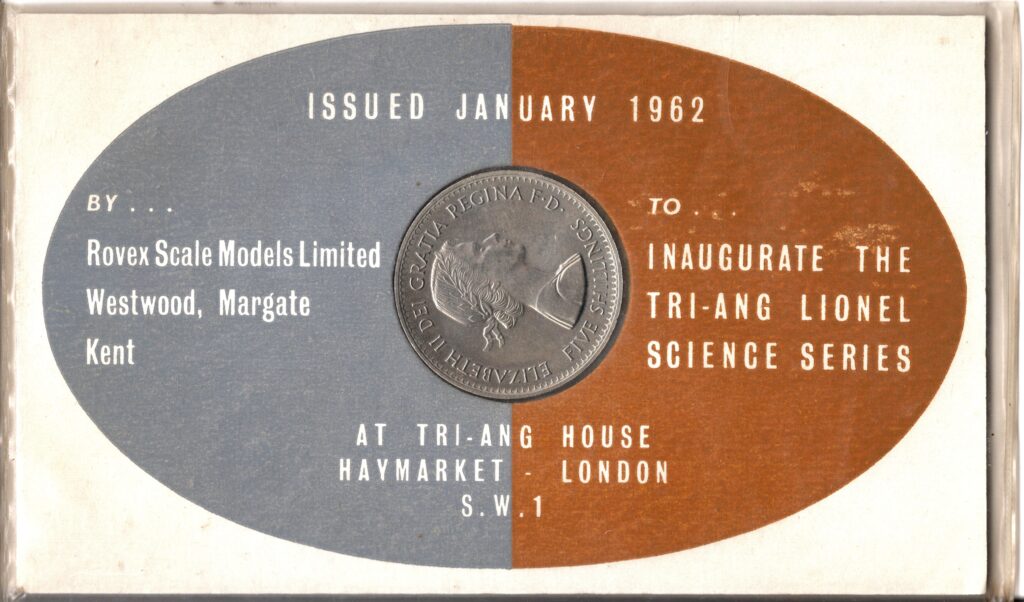 ISSUED JANUARY 1962
BY . . .
Rovex Scale Models Limited
Westwood, Margate
Kent
ELIZABETH II DEI GRATIA REGINA F·D·
FIVE SHILLINGS
TO . . .
INAUGURATE THE
TRI-ANG LIONEL
SCIENCE SERIES
AT TRI-ANG HOUSE
HAYMARKET - LONDON
S.W.1